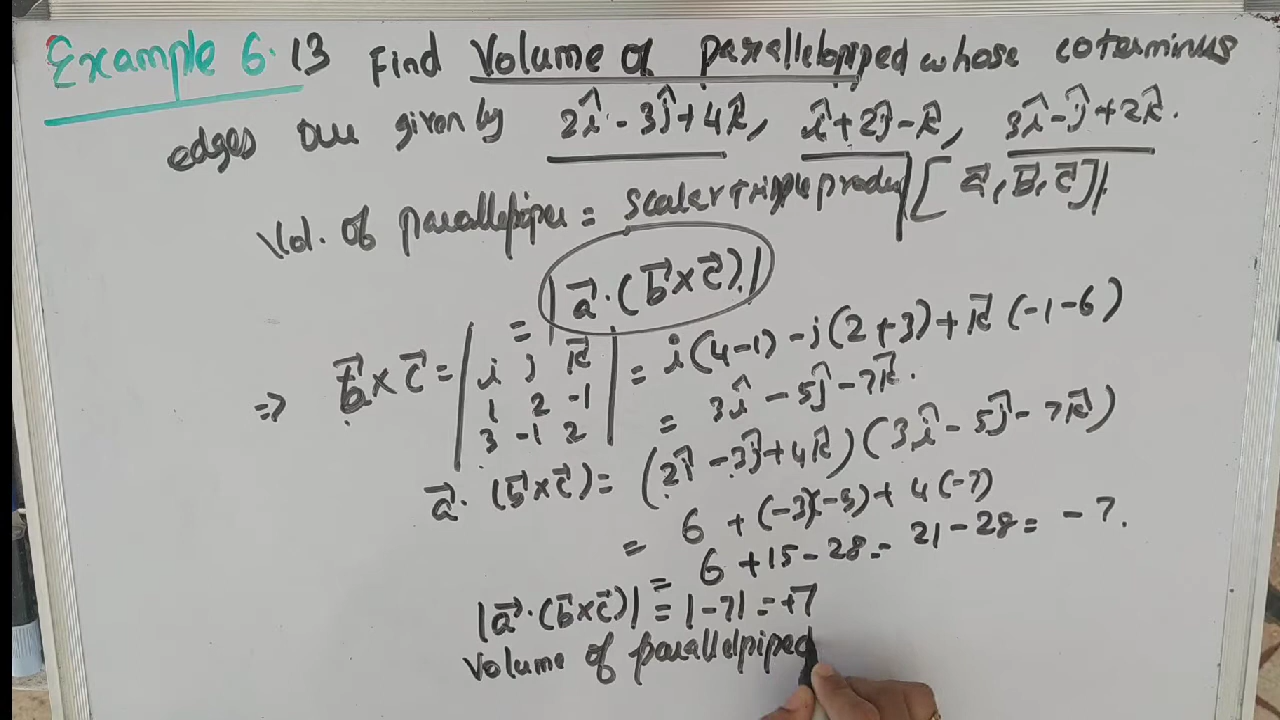 Example 6.13 Find Volume of parallelopiped whose coterminus
edges are given by 2î - 3ĵ + 4k̂, î + 2ĵ - k̂, 3î - ĵ + 2k̂.
Vol. of parallepiper = scaler triple product |[a⃗, b⃗, c⃗]|
= |a⃗·(b⃗×c⃗)|
⇒ b⃗×c⃗ = | i j k⃗ | = i(4-1) - j(2+3) + k⃗(-1-6)
1 2 -1
3 -1 2 = 3î - 5ĵ - 7k̂.
a⃗·(b⃗×c⃗) = (2î - 3ĵ + 4k̂)(3î - 5ĵ - 7k̂)
= 6 + (-3)(-5) + 4(-7)
= 6 + 15 - 28 = 21 - 28 = -7.
|a⃗·(b⃗×c⃗)| = |-7| = +7
Volume of parallelpiped